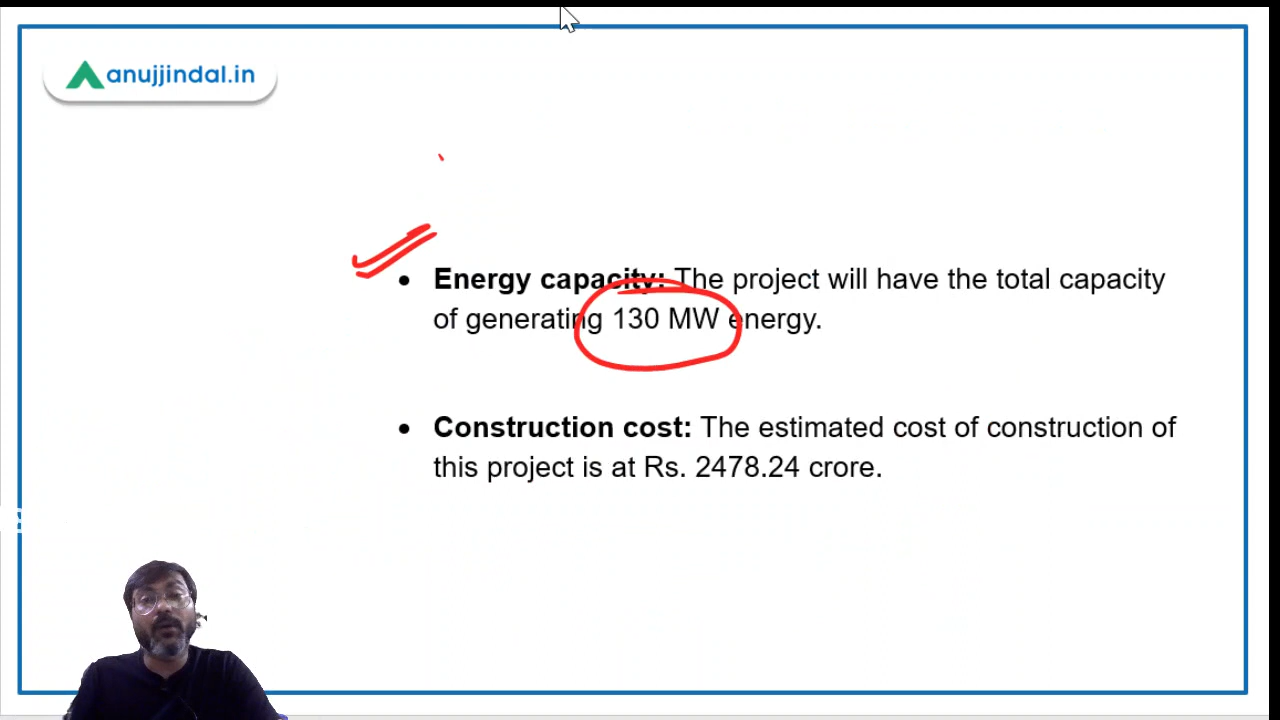 anujjindal.in
• Energy capacity: The project will have the total capacity
of generating 130 MW energy.
• Construction cost: The estimated cost of construction of
this project is at Rs. 2478.24 crore.